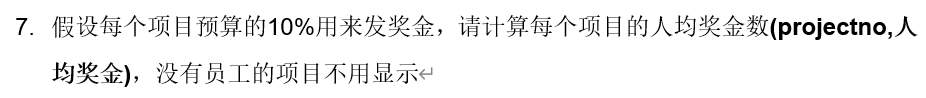 7. 假设每个项目预算的10%用来发奖金，请计算每个项目的人均奖金数(projectno,人
均奖金)，没有员工的项目不用显示↵